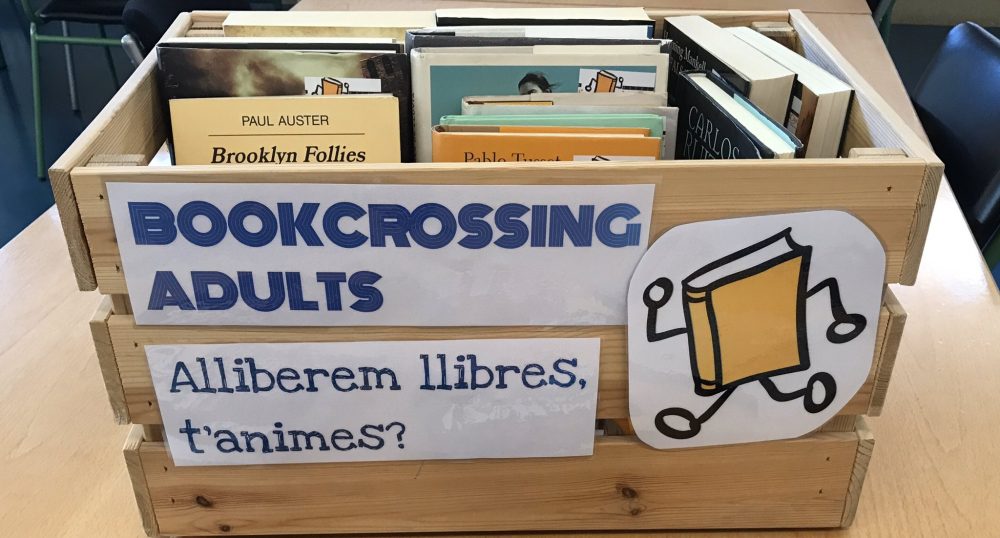 PAUL AUSTER
Brooklyn Follies
Pablo Tusset
CARLOS
BOOKCROSSING
ADULTS
Alliberem llibres,
t'animes?